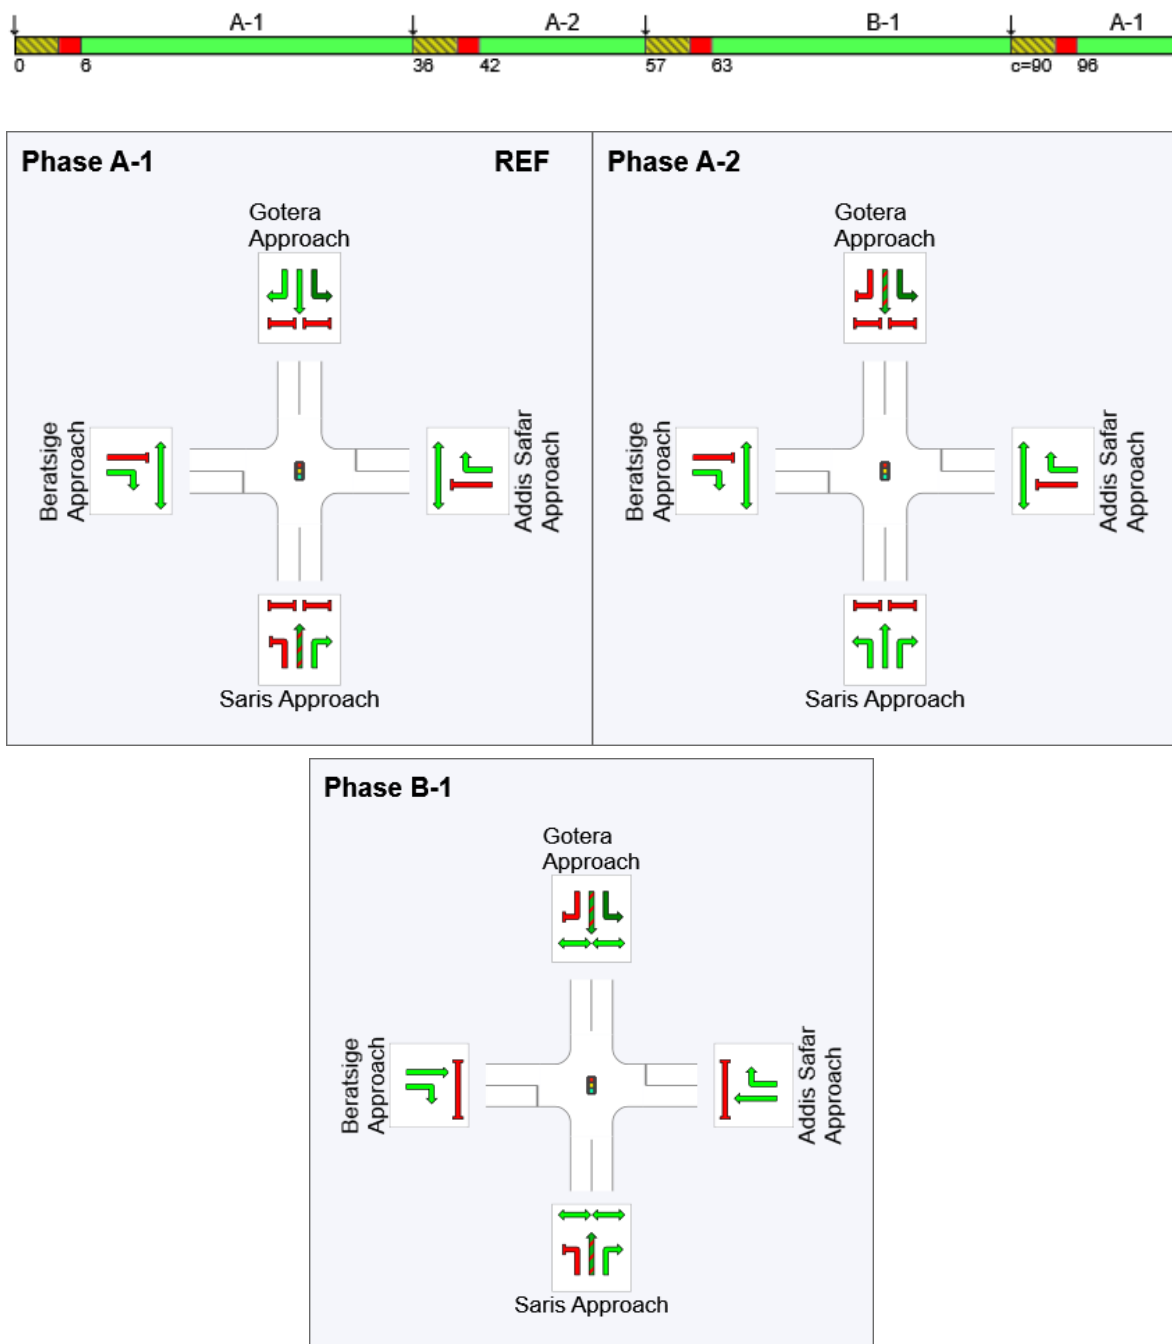 A-1 A-2 B-1 A-1
0 6 36 42 57 63 c=90 96
Phase A-1 REF
Gotera
Approach
Beratsige
Approach
Addis Safar
Approach
Saris Approach
Phase A-2
Gotera
Approach
Beratsige
Approach
Addis Safar
Approach
Saris Approach
Phase B-1
Gotera
Approach
Beratsige
Approach
Addis Safar
Approach
Saris Approach